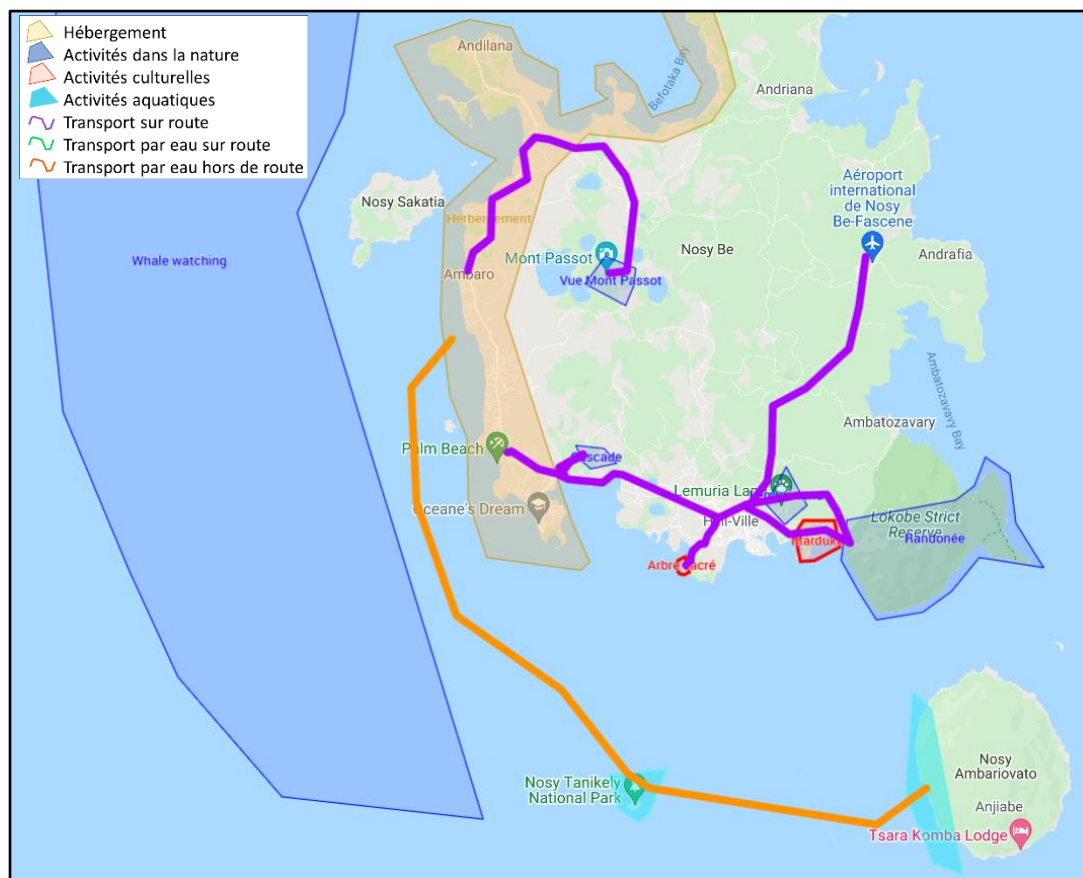 Hébergement
Activités dans la nature
Activités culturelles
Activités aquatiques
Transport sur route
Transport par eau sur route
Transport par eau hors de route
Andilana
Befotaka Bay
Andriana
Aéroport
international
de Nosy
Be-Fascene
Nosy Sakatia
Hérbergement
Mont Passot
Nosy Be
Andrafia
Whale watching
Ambaro
Vue Mont Passot
Ambatozavavy Bay
Ambatozavary
Palm Beach
Cascade
Lemuria Land
Oceane's Dream
Hell-Ville
Lokobe Strict
Reserve
Marduka
Randonée
Arbre Sacré
Nosy
Ambariovato
Nosy Tanikely
National Park
Anjiabe
Tsara Komba Lodge